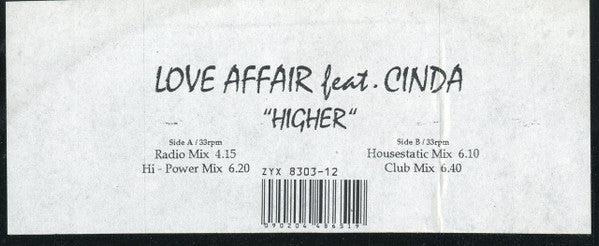 LOVE AFFAIR feat. CINDA
"HIGHER"
Side A / 33rpm
Radio Mix 4.15
Hi - Power Mix 6.20
Side B / 33rpm
Housestatic Mix 6.10
Club Mix 6.40
ZYX 8303-12
090204 486519